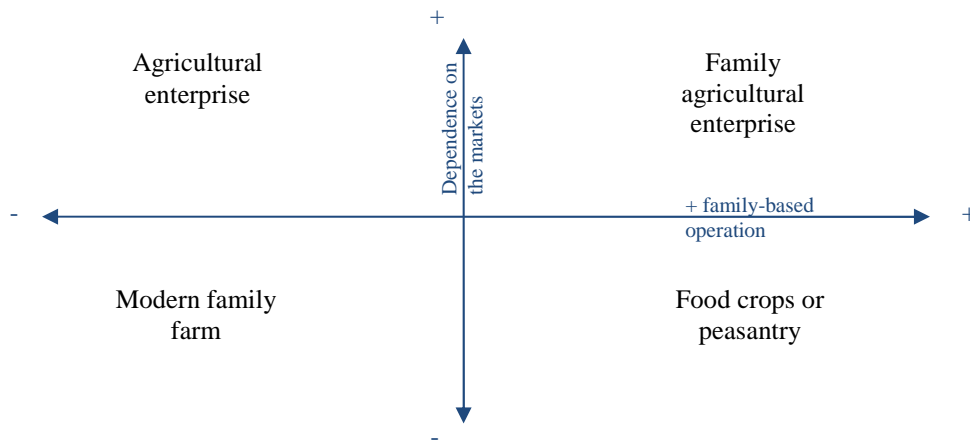 +
Agricultural
enterprise
Dependence on
the markets
Family
agricultural
enterprise
-
+ family-based
operation
+
Modern family
farm
Food crops or
peasantry
-